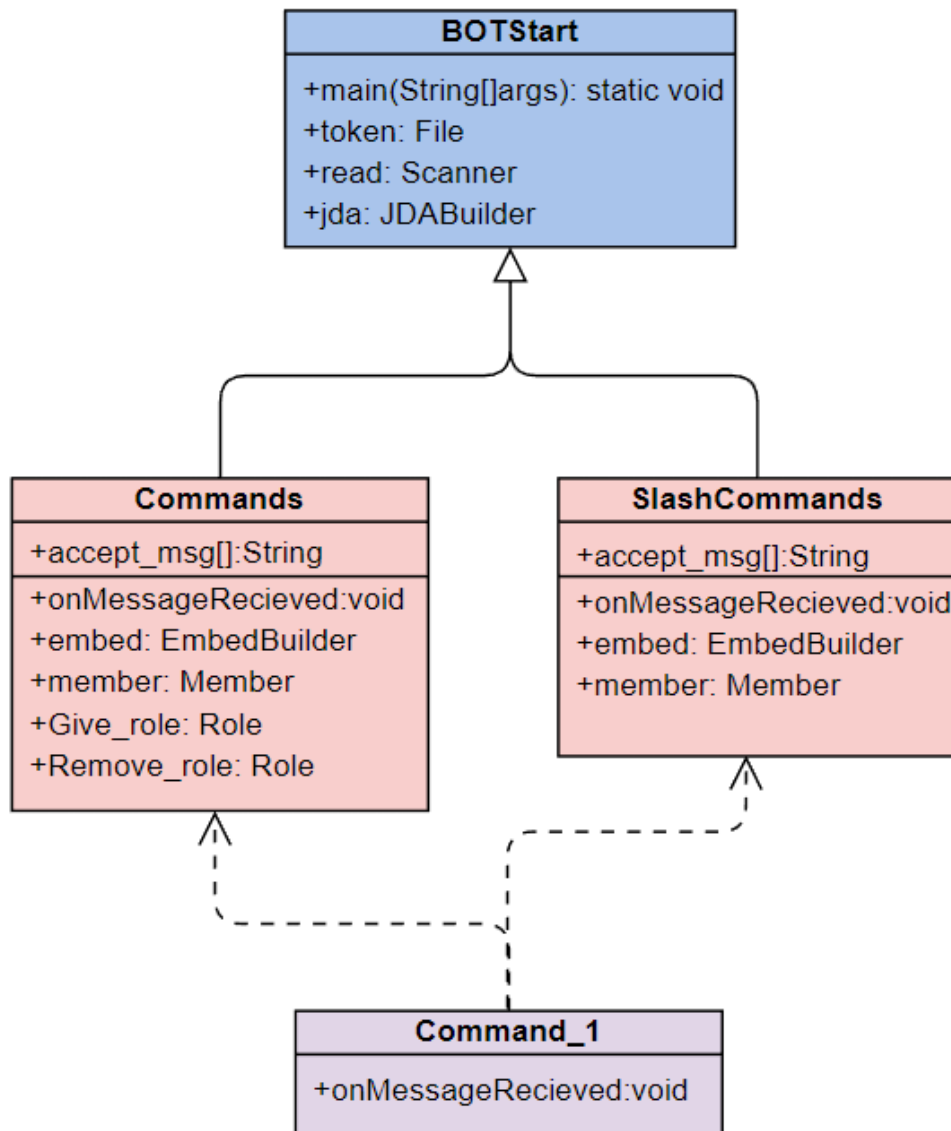 BOTStart
+main(String[]args): static void
+token: File
+read: Scanner
+jda: JDABuilder
Commands
+accept_msg[]:String
+onMessageRecieved:void
+embed: EmbedBuilder
+member: Member
+Give_role: Role
+Remove_role: Role
SlashCommands
+accept_msg[]:String
+onMessageRecieved:void
+embed: EmbedBuilder
+member: Member
Command_1
+onMessageRecieved:void